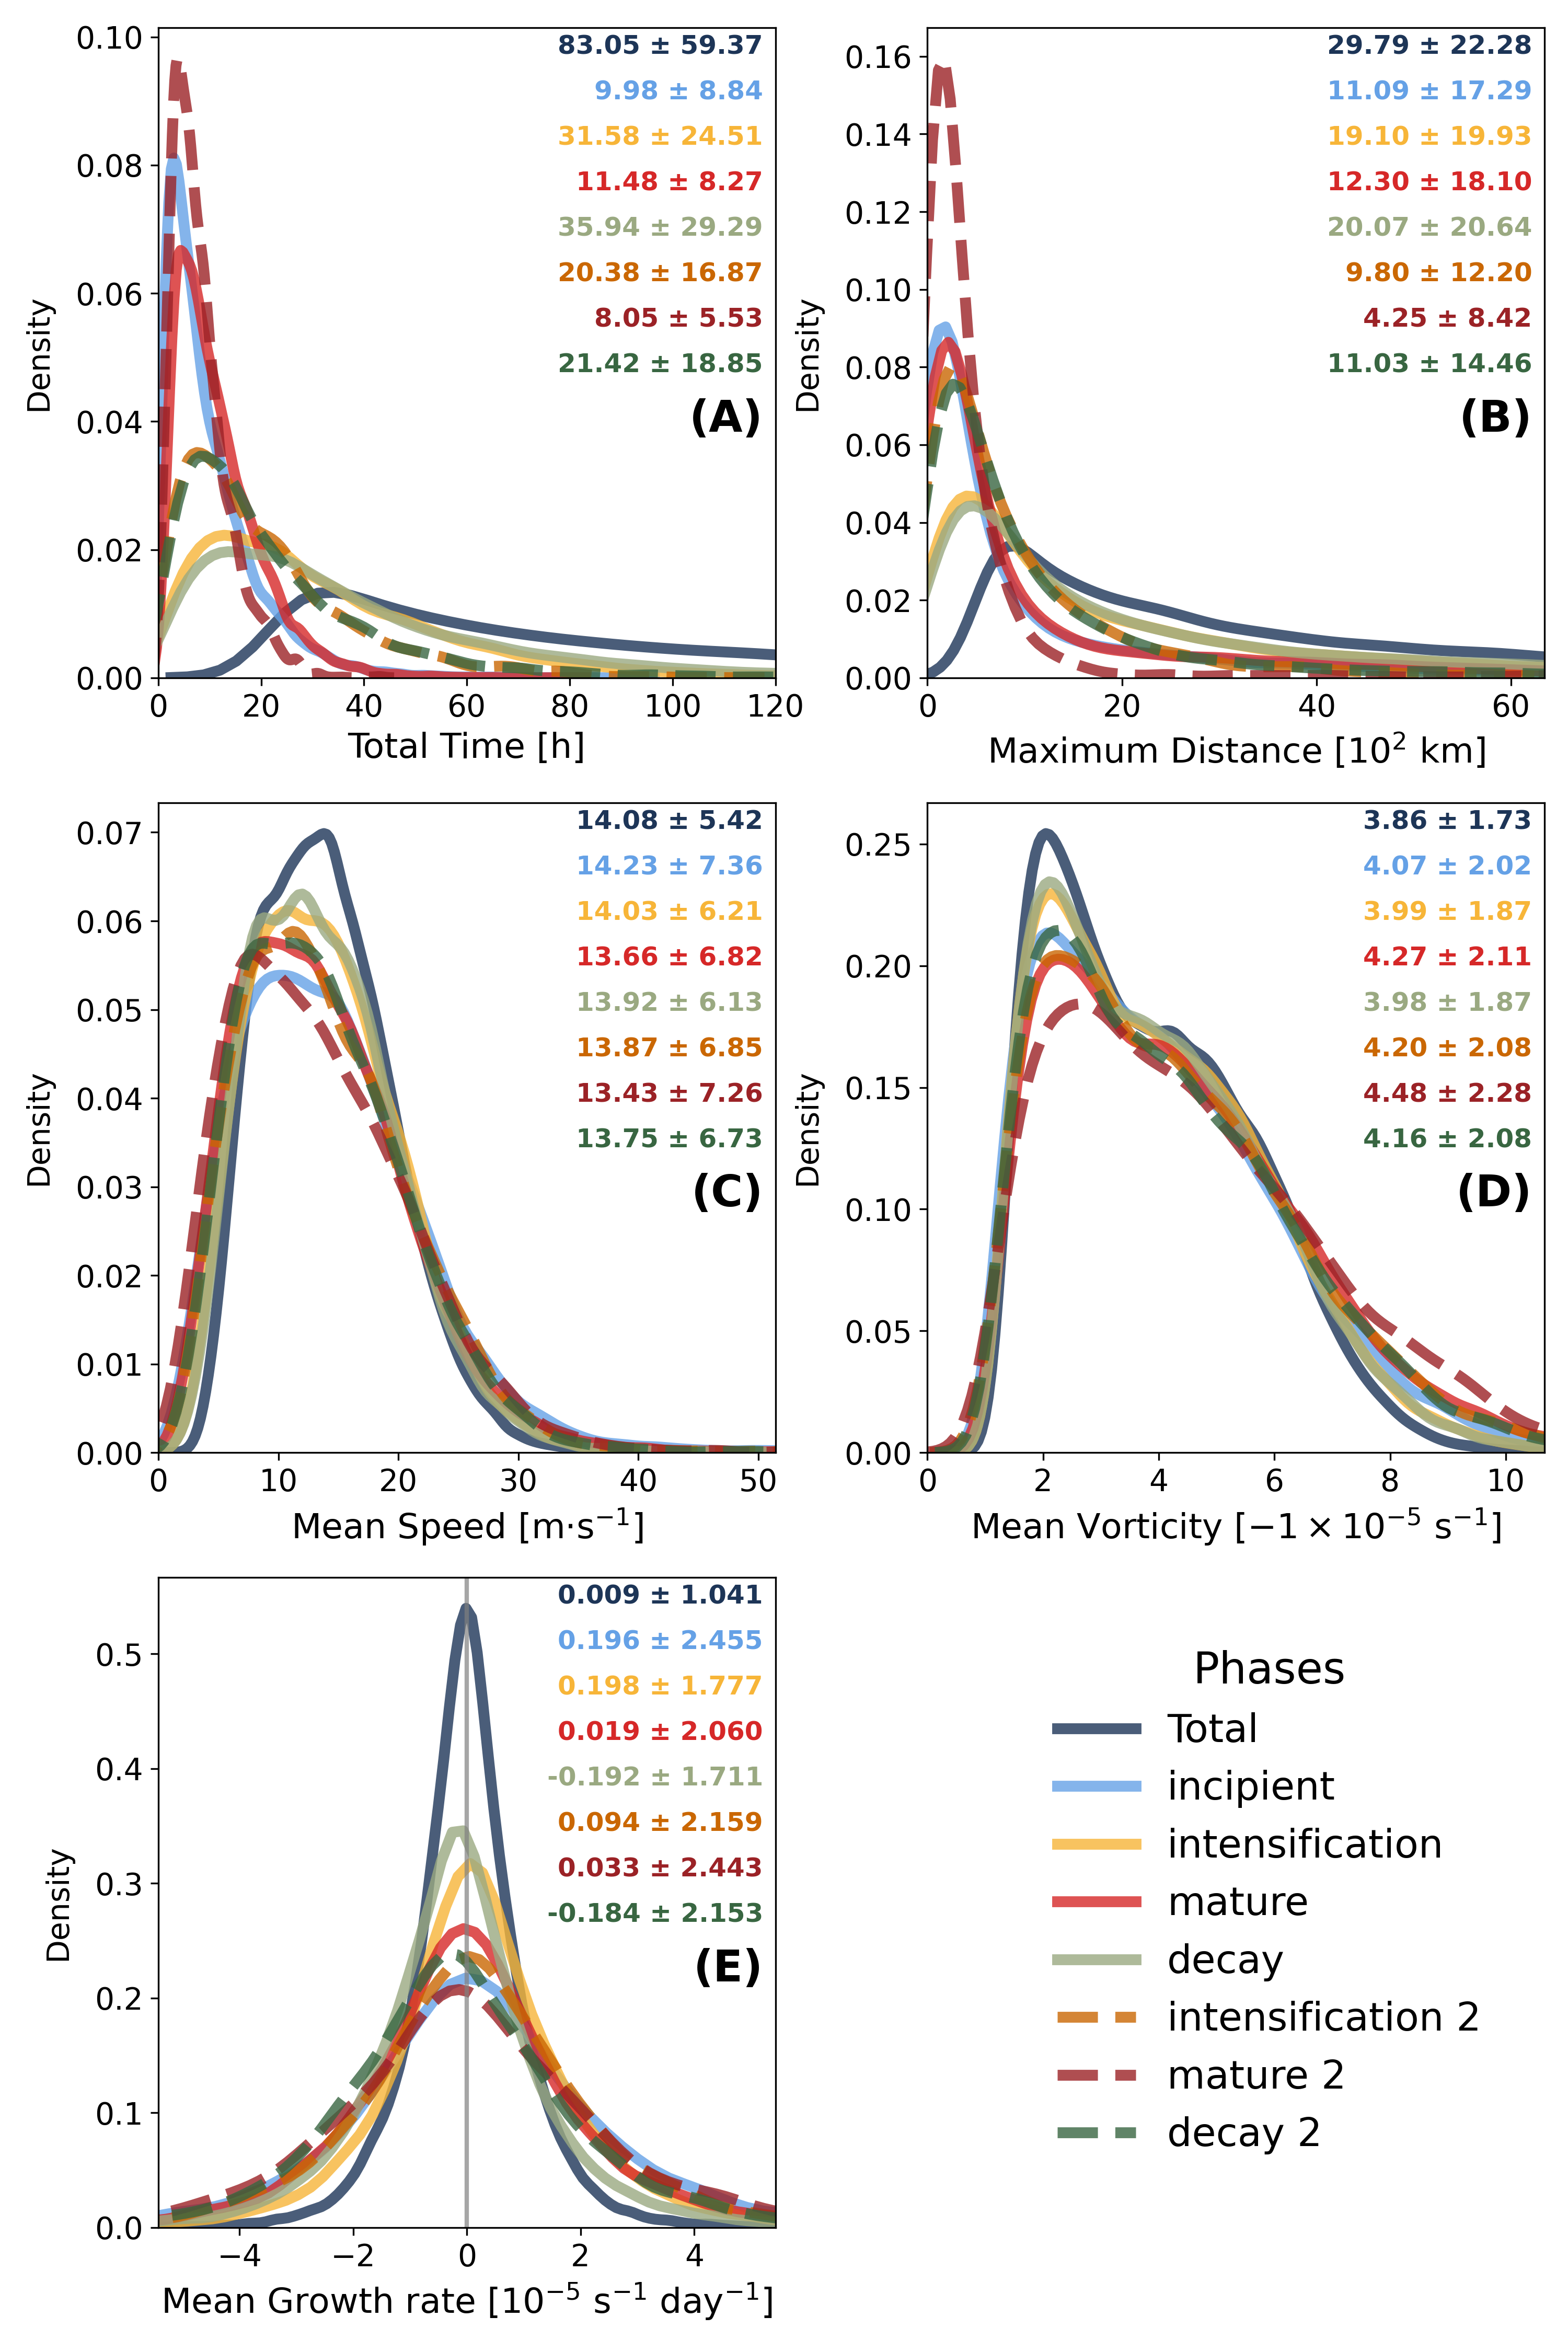 83.05 ± 59.37
9.98 ± 8.84
31.58 ± 24.51
11.48 ± 8.27
35.94 ± 29.29
20.38 ± 16.87
8.05 ± 5.53
21.42 ± 18.85
(A)
Density
0.10
0.08
0.06
0.04
0.02
0.00
0 20 40 60 80 100 120
Total Time [h]
29.79 ± 22.28
11.09 ± 17.29
19.10 ± 19.93
12.30 ± 18.10
20.07 ± 20.64
9.80 ± 12.20
4.25 ± 8.42
11.03 ± 14.46
(B)
Density
0.16
0.14
0.12
0.10
0.08
0.06
0.04
0.02
0.00
0 20 40 60
Maximum Distance [10² km]
14.08 ± 5.42
14.23 ± 7.36
14.03 ± 6.21
13.66 ± 6.82
13.92 ± 6.13
13.87 ± 6.85
13.43 ± 7.26
13.75 ± 6.73
(C)
Density
0.07
0.06
0.05
0.04
0.03
0.02
0.01
0.00
0 10 20 30 40 50
Mean Speed [m·s⁻¹]
3.86 ± 1.73
4.07 ± 2.02
3.99 ± 1.87
4.27 ± 2.11
3.98 ± 1.87
4.20 ± 2.08
4.48 ± 2.28
4.16 ± 2.08
(D)
Density
0.25
0.20
0.15
0.10
0.05
0.00
0 2 4 6 8 10
Mean Vorticity [−1 × 10⁻⁵ s⁻¹]
0.009 ± 1.041
0.196 ± 2.455
0.198 ± 1.777
0.019 ± 2.060
-0.192 ± 1.711
0.094 ± 2.159
0.033 ± 2.443
-0.184 ± 2.153
(E)
Density
0.5
0.4
0.3
0.2
0.1
0.0
−4 −2 0 2 4
Mean Growth rate [10⁻⁵ s⁻¹ day⁻¹]
Phases
Total
incipient
intensification
mature
decay
intensification 2
mature 2
decay 2